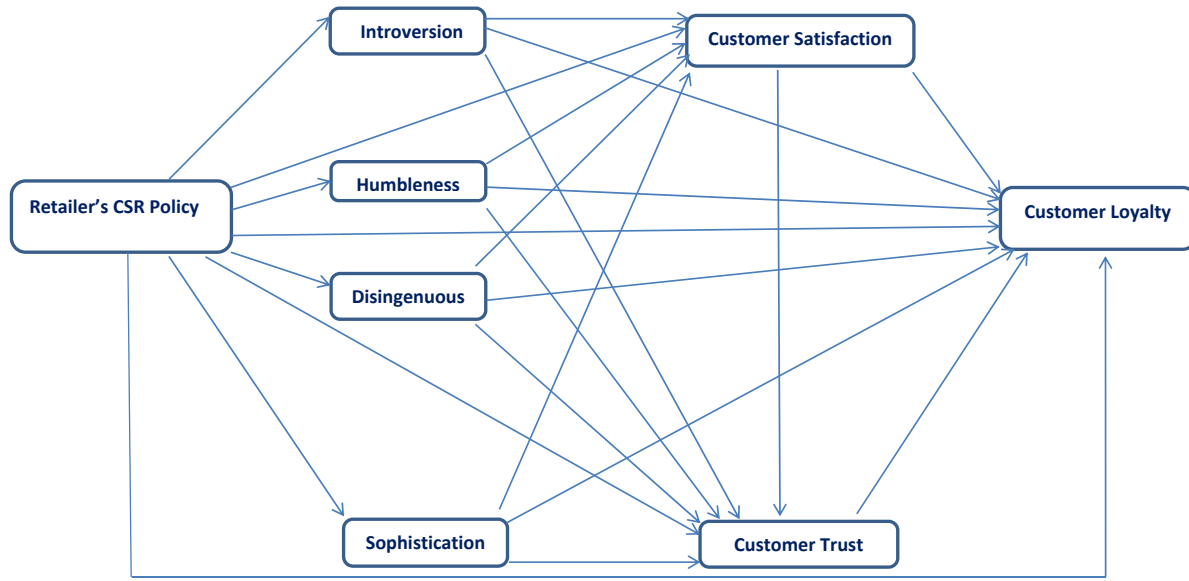 Introversion
Customer Satisfaction
Humbleness
Retailer’s CSR Policy
Customer Loyalty
Disingenuous
Sophistication
Customer Trust